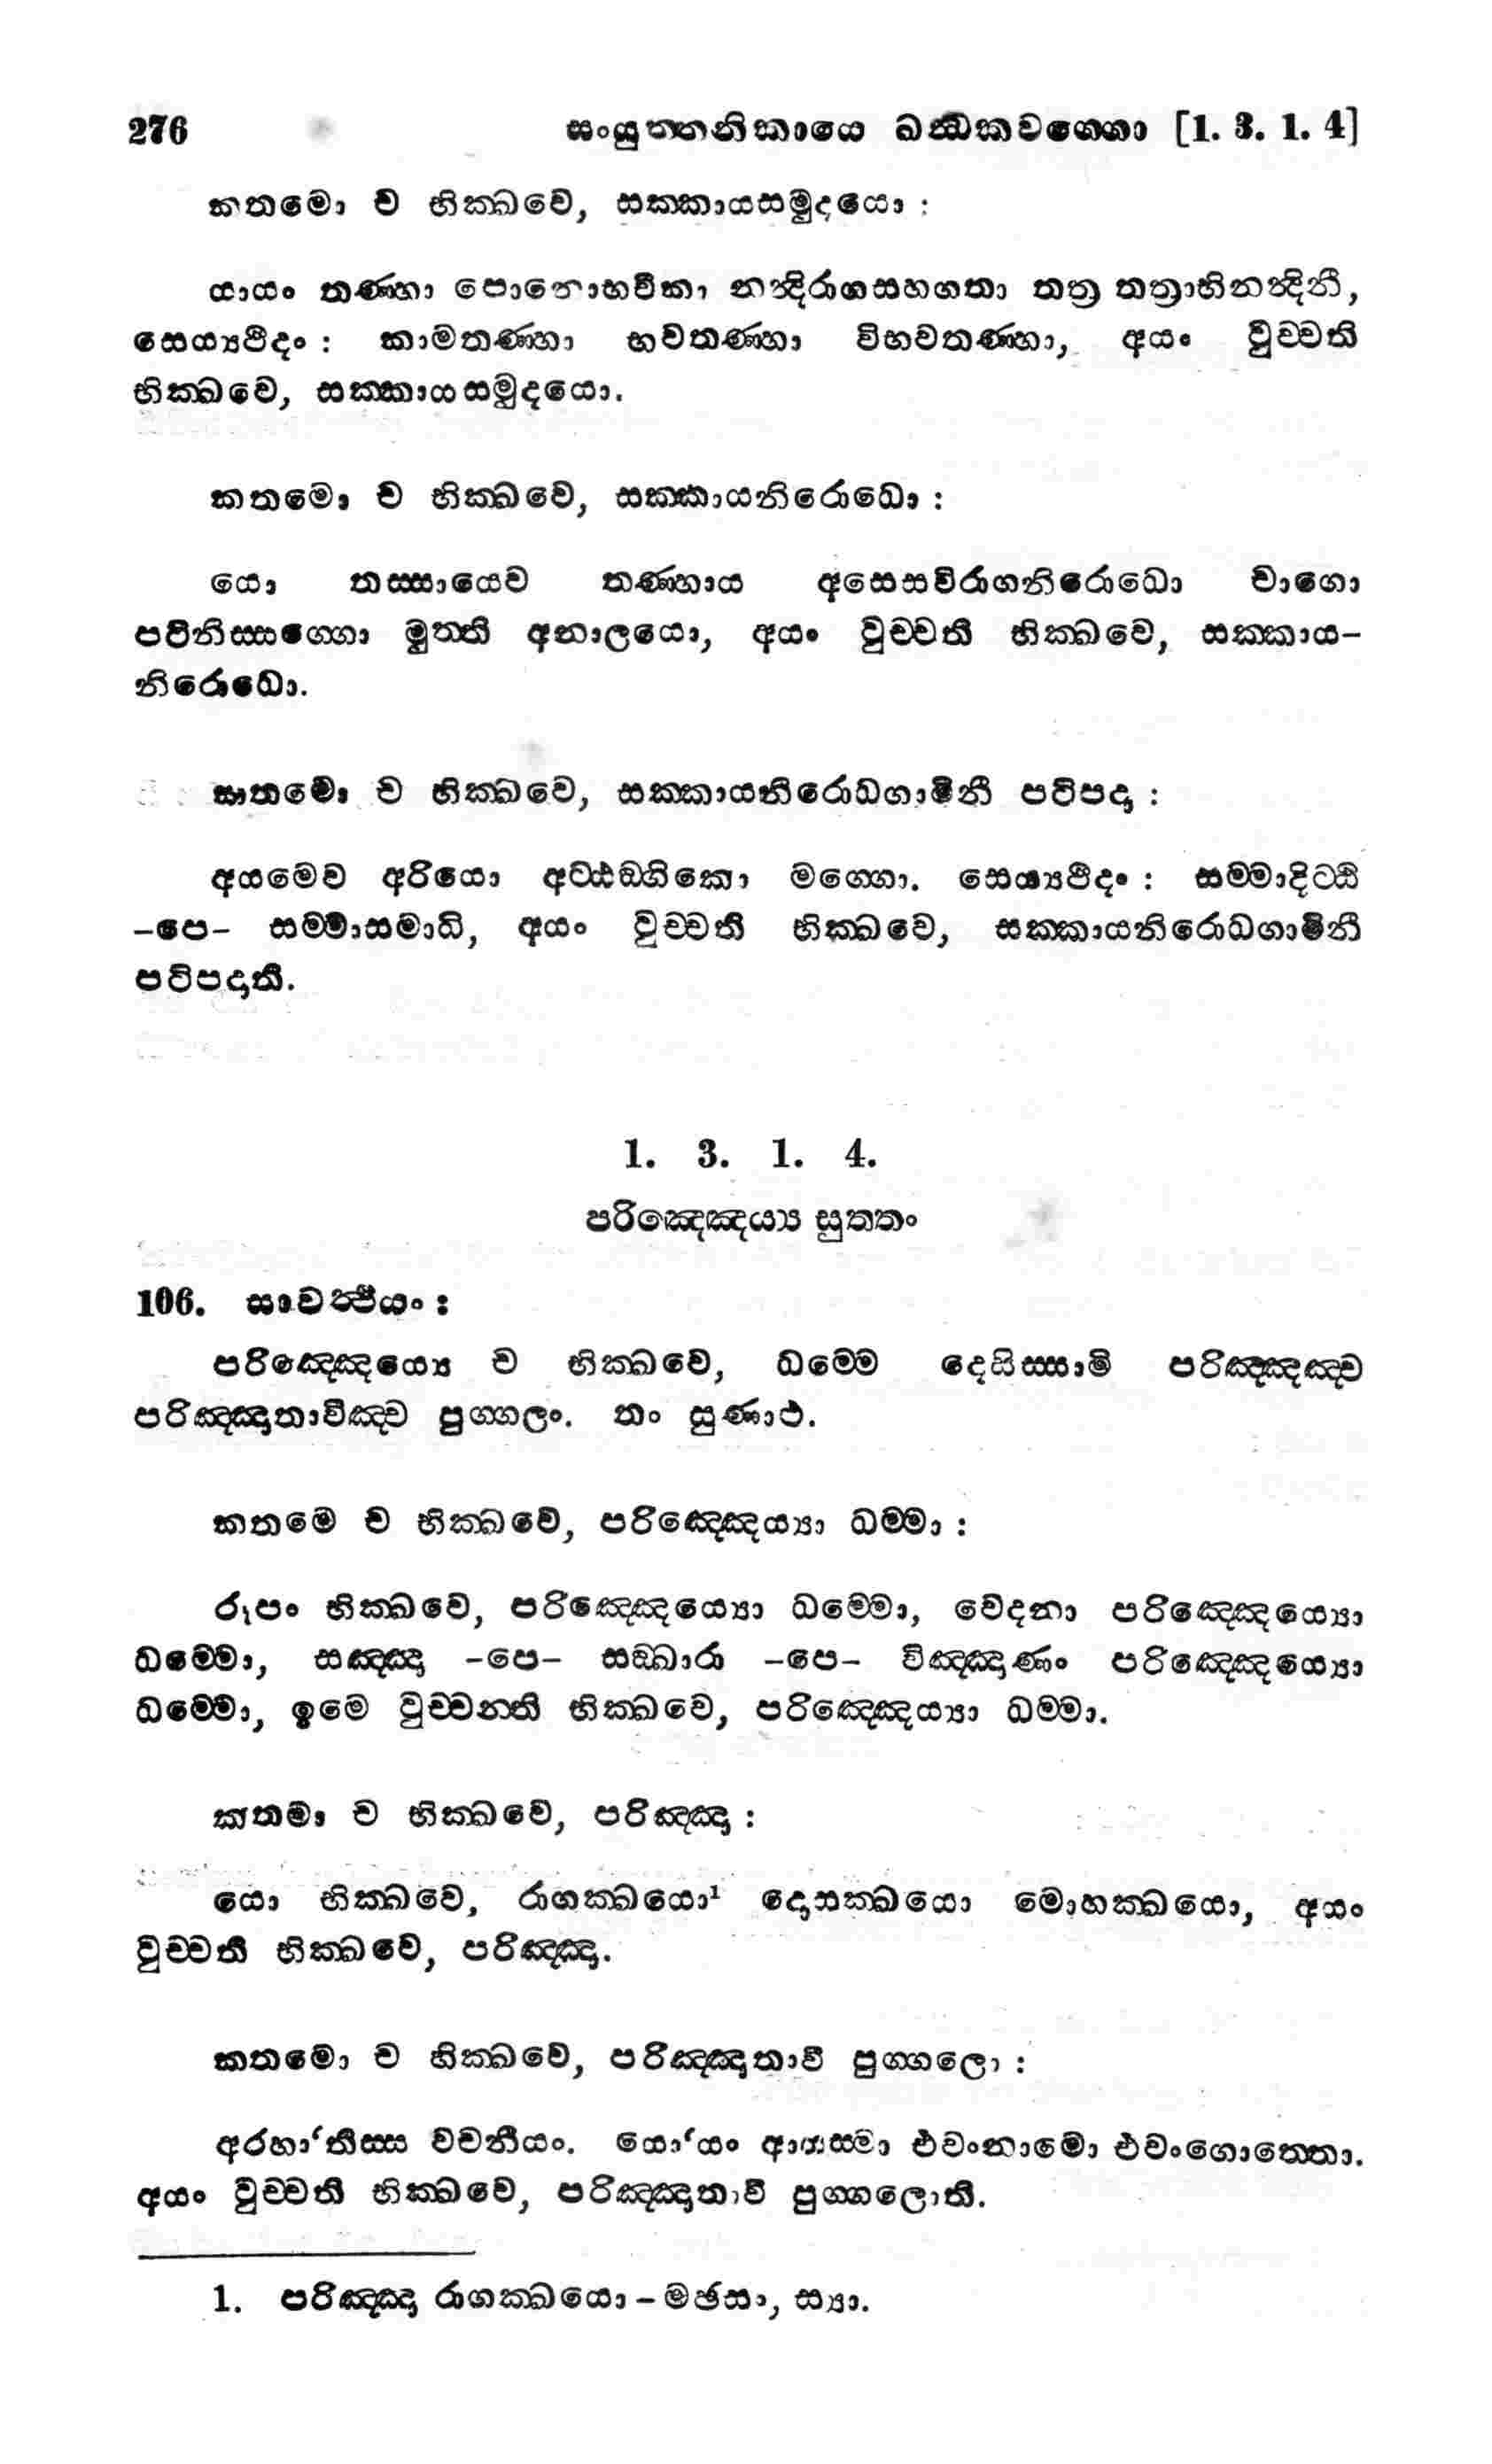 276 සංයුත්තනිකායෙ ඛන්ධකවග්ගො [1. 3. 1. 4]
කතමො ච භික්ඛවෙ, සක්කායසමුදයො :
යායං තණ්හා පොනොභවිකා නන්දිරාගසහගතා තත්‍ර තත්‍රාභිනන්දිනී,
සෙය්‍යථීදං : කාමතණ්හා භවතණ්හා විභවතණ්හා, අයං වුච්චති
භික්ඛවෙ, සක්කායසමුදයො.
කතමො ච භික්ඛවෙ, සක්කායනිරොධො :
යො තස්සායෙව තණ්හාය අසෙසවිරාගනිරොධො චාගො
පටිනිස්සග්ගො මුත්ති අනාලයො, අයං වුච්චති භික්ඛවෙ, සක්කාය-
නිරොධො.
කතමො ච භික්ඛවෙ, සක්කායනිරොධගාමිනී පටිපදා :
අයමෙව අරියො අට්ඨඞ්ගිකො මග්ගො. සෙය්‍යථීදං : සම්මාදිට්ඨි
-පෙ- සම්මාසමාධි, අයං වුච්චති භික්ඛවෙ, සක්කායනිරොධගාමිනී
පටිපදාති.
1. 3. 1. 4.
පරිඤ්ඤෙය්‍ය සුත්තං
106. සාවත්ථියං :
පරිඤ්ඤෙය්‍යෙ ච භික්ඛවෙ, ධම්මෙ දෙසිස්සාමි පරිඤ්ඤඤ්ච
පරිඤ්ඤාතාවිඤ්ච පුග්ගලං. තං සුණාථ.
කතමෙ ච භික්ඛවෙ, පරිඤ්ඤෙය්‍යා ධම්මා :
රූපං භික්ඛවෙ, පරිඤ්ඤෙය්‍යො ධම්මො, වෙදනා පරිඤ්ඤෙය්‍යො
ධම්මො, සඤ්ඤා -පෙ- සඞ්ඛාරා -පෙ- විඤ්ඤාණං පරිඤ්ඤෙය්‍යො
ධම්මො, ඉමෙ වුච්චන්ති භික්ඛවෙ, පරිඤ්ඤෙය්‍යා ධම්මා.
කතමා ච භික්ඛවෙ, පරිඤ්ඤා :
යො භික්ඛවෙ, රාගක්ඛයො¹ දොසක්ඛයො මොහක්ඛයො, අයං
වුච්චති භික්ඛවෙ, පරිඤ්ඤා.
කතමො ච භික්ඛවෙ, පරිඤ්ඤාතාවී පුග්ගලො :
අරහා‘තිස්ස වචනීයං. යො‘යං ආයස්මා එවංනාමො එවංගොත්තො.
අයං වුච්චති භික්ඛවෙ, පරිඤ්ඤාතාවී පුග්ගලොති.
1. පරිඤ්ඤා රාගක්ඛයො - මඡසා, ස්‍යා.